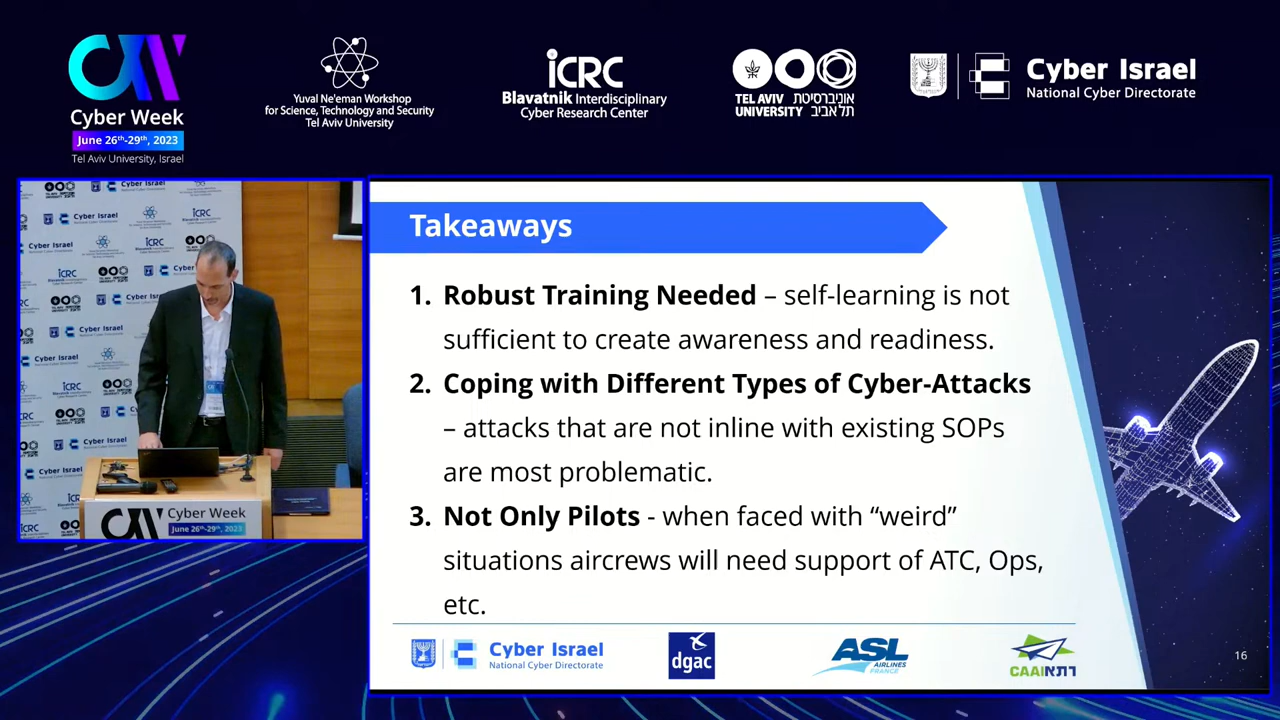 Cyber Week
June 26th-29th, 2023
Tel Aviv University, Israel
Yuval Ne'eman Workshop
for Science, Technology and Security
Tel Aviv University
iCRC
Blavatnik Interdisciplinary
Cyber Research Center
TEL AVIV אוניברסיטת
UNIVERSITY תל אביב
Cyber Israel
National Cyber Directorate
Cyber Israel
iCRC
Cyber Week
June 26th-29th, 2023
Takeaways
1. Robust Training Needed – self-learning is not
sufficient to create awareness and readiness.
2. Coping with Different Types of Cyber-Attacks
– attacks that are not inline with existing SOPs
are most problematic.
3. Not Only Pilots - when faced with “weird”
situations aircrews will need support of ATC, Ops,
etc.
Cyber Israel
National Cyber Directorate
dgac
ASL
AIRLINES
FRANCE
CAAI רתא
16